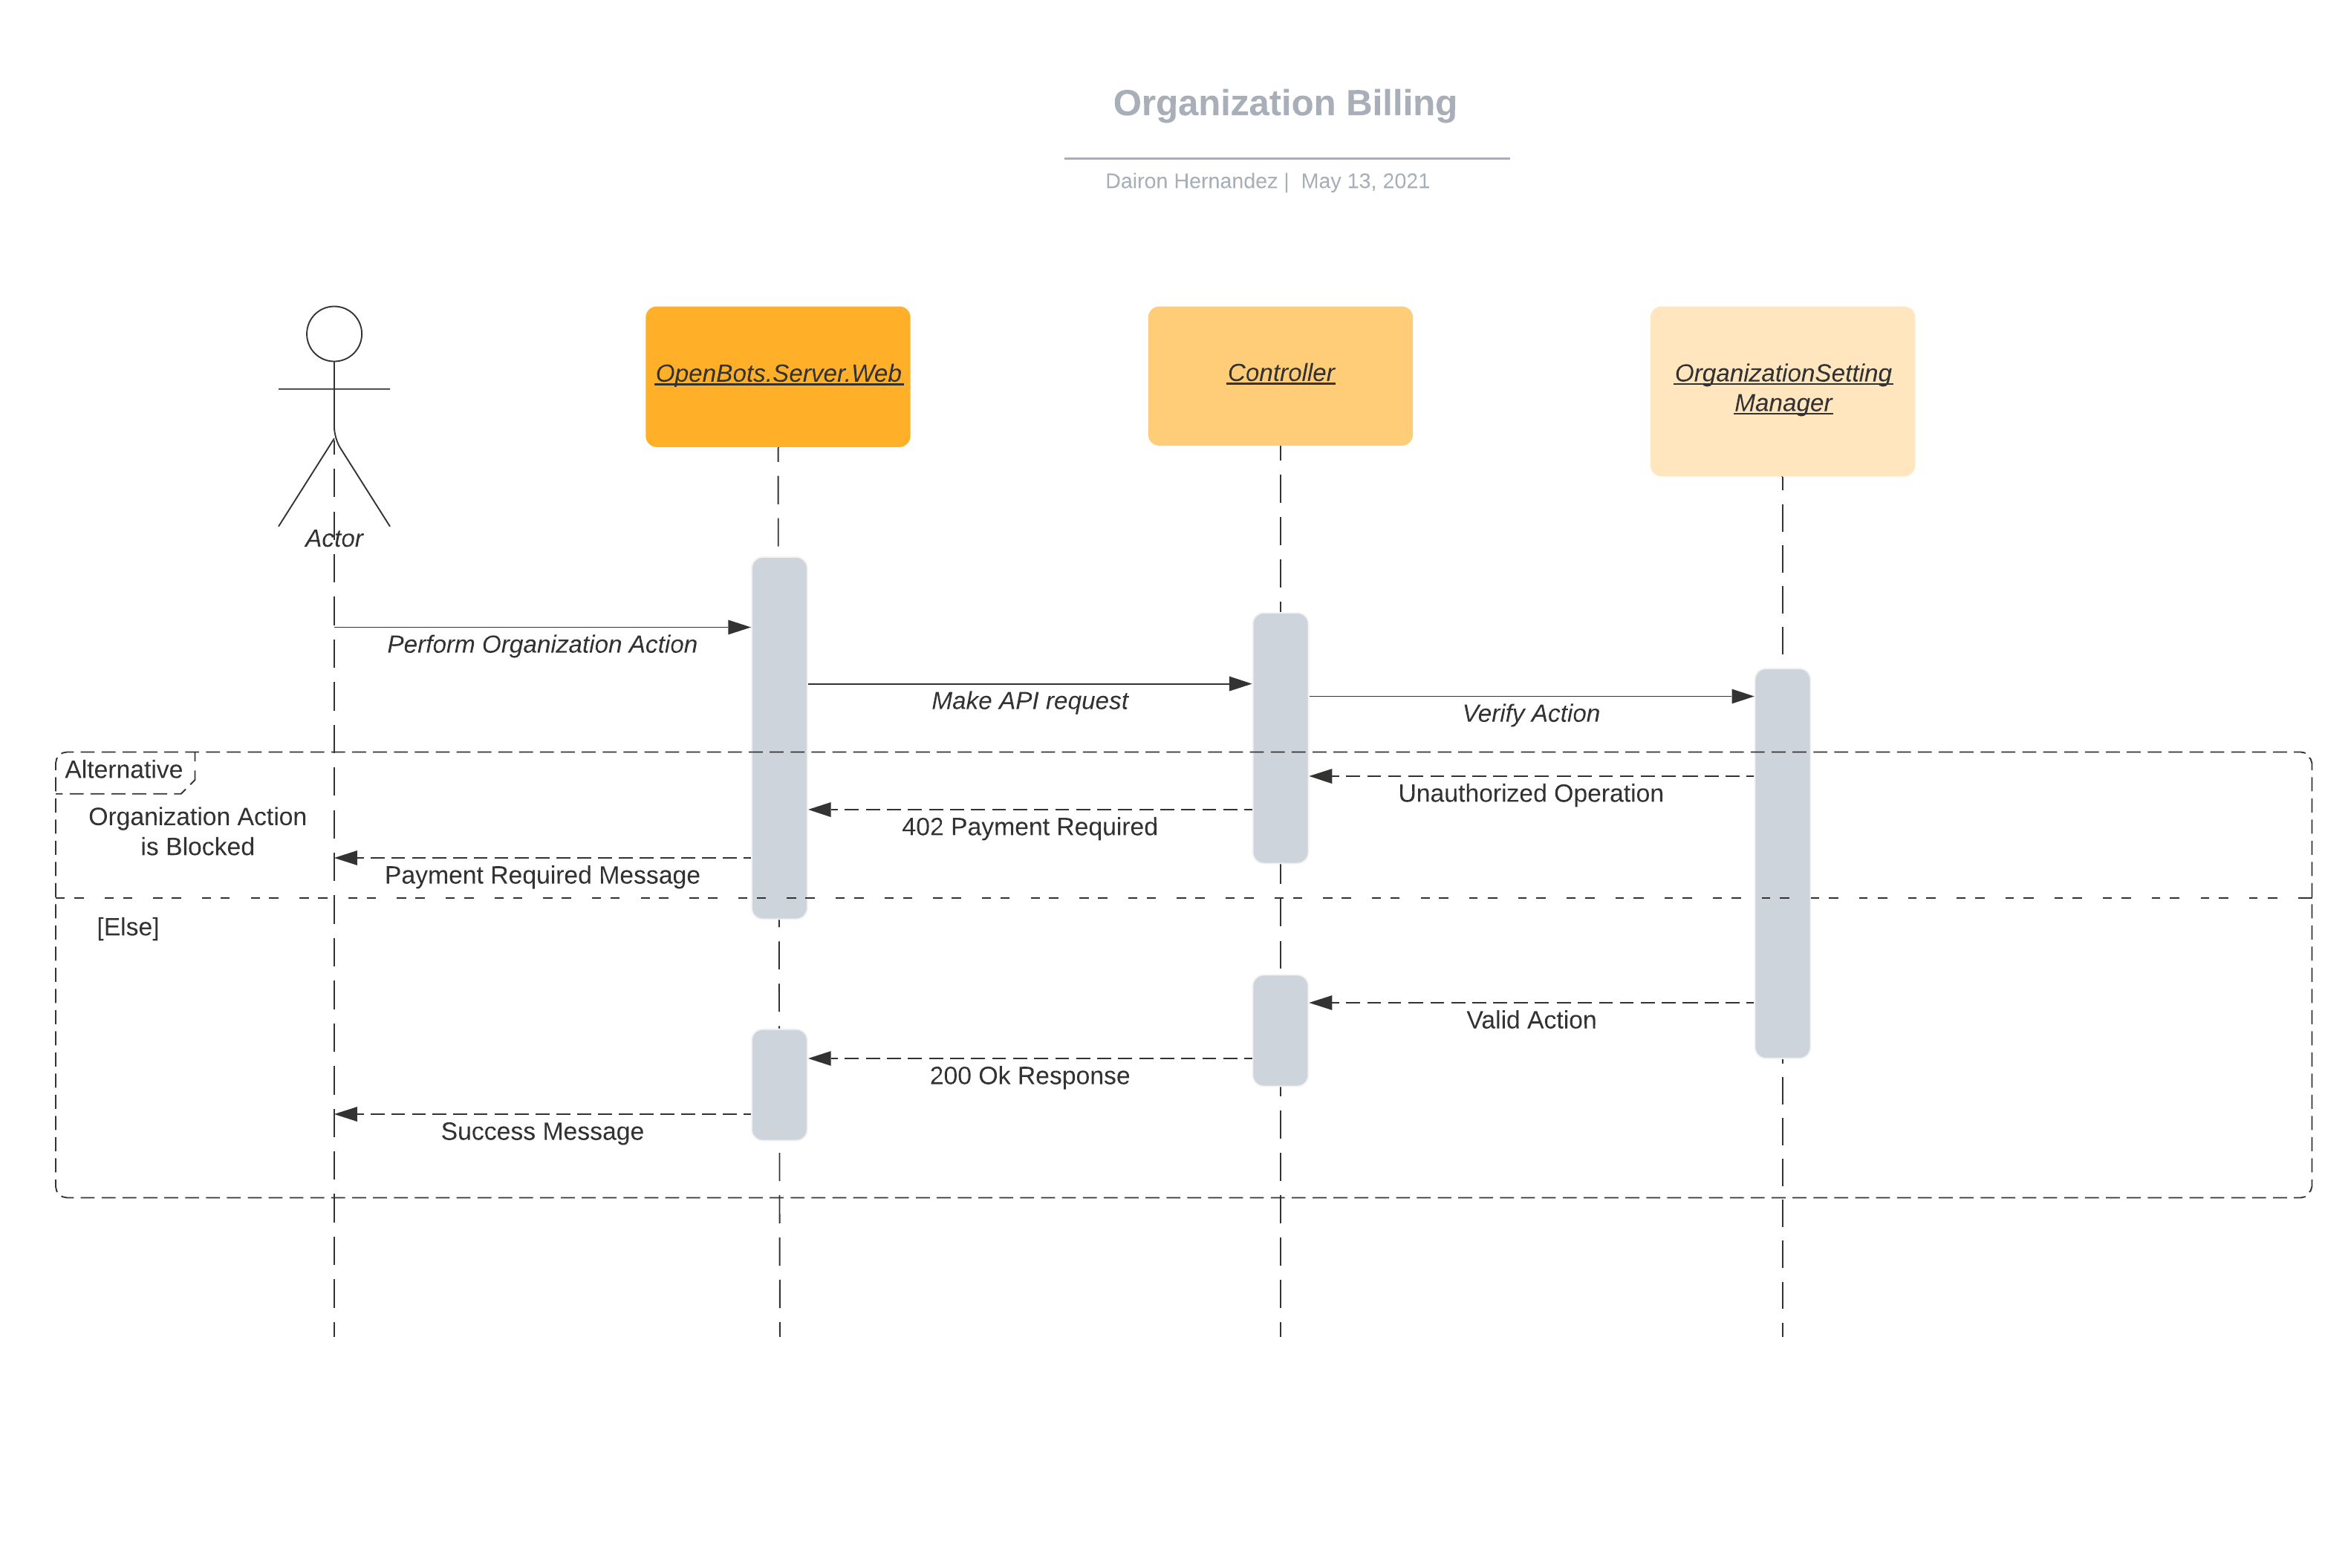 Organization Billing
Dairon Hernandez |  May 13, 2021
OpenBots.Server.Web
Controller
OrganizationSetting
Manager
Actor
Perform Organization Action
Make API request
Verify Action
Alternative
Organization Action
is Blocked
Unauthorized Operation
402 Payment Required
Payment Required Message
[Else]
Valid Action
200 Ok Response
Success Message